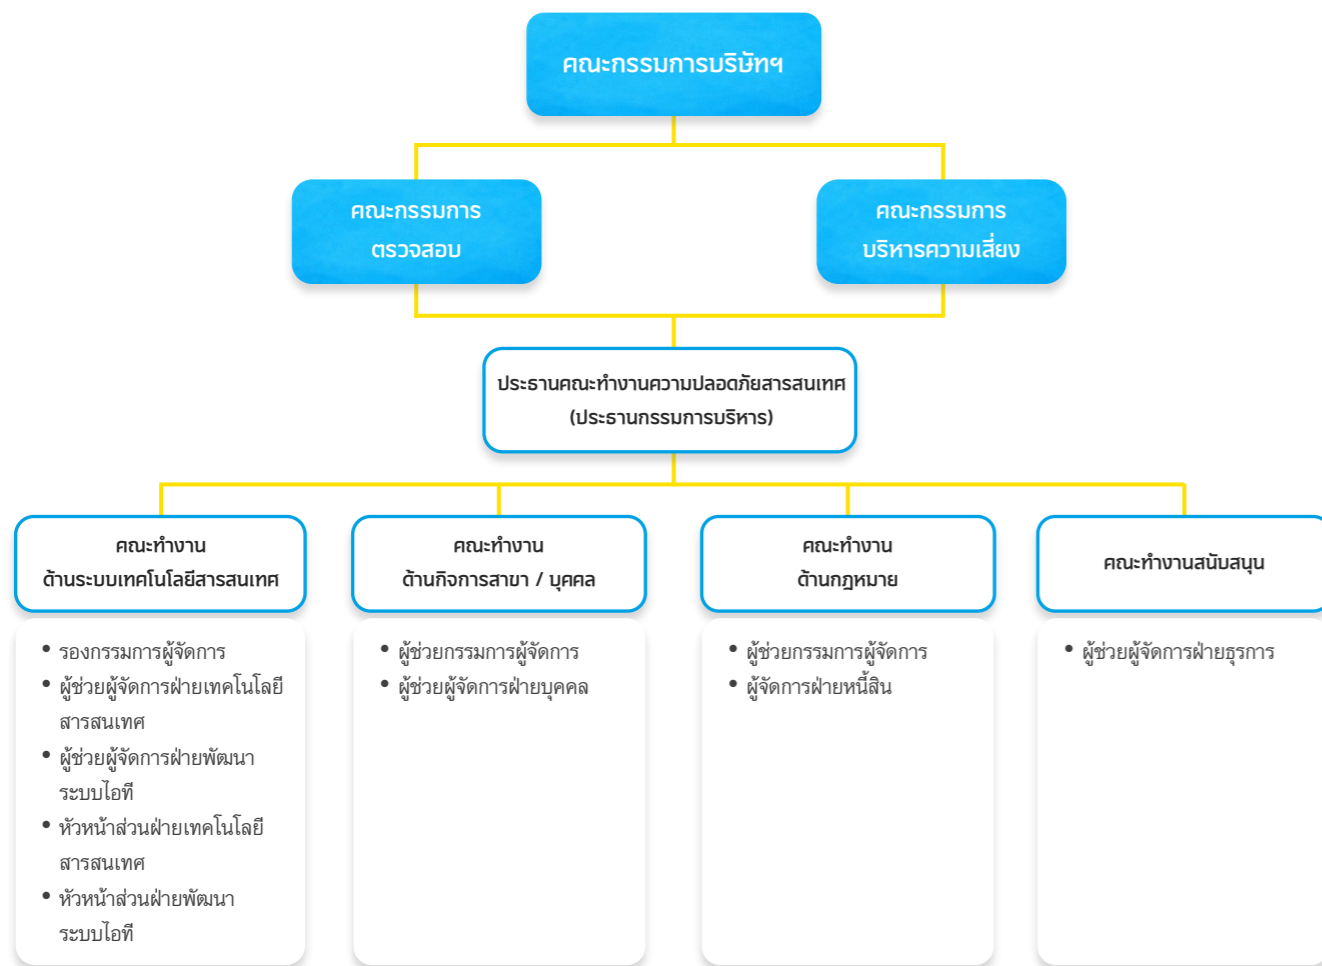 คณะกรรมการบริษัทฯ
คณะกรรมการ
ตรวจสอบ
คณะกรรมการ
บริหารความเสี่ยง
ประธานคณะทำงานความปลอดภัยสารสนเทศ
(ประธานกรรมการบริหาร)
คณะทำงาน
ด้านระบบเทคโนโลยีสารสนเทศ
• รองกรรมการผู้จัดการ
• ผู้ช่วยผู้จัดการฝ่ายเทคโนโลยี
สารสนเทศ
• ผู้ช่วยผู้จัดการฝ่ายพัฒนา
ระบบไอที
• หัวหน้าส่วนฝ่ายเทคโนโลยี
สารสนเทศ
• หัวหน้าส่วนฝ่ายพัฒนา
ระบบไอที
คณะทำงาน
ด้านกิจการสาขา / บุคคล
• ผู้ช่วยกรรมการผู้จัดการ
• ผู้ช่วยผู้จัดการฝ่ายบุคคล
คณะทำงาน
ด้านกฎหมาย
• ผู้ช่วยกรรมการผู้จัดการ
• ผู้จัดการฝ่ายหนี้สิน
คณะทำงานสนับสนุน
• ผู้ช่วยผู้จัดการฝ่ายธุรการ